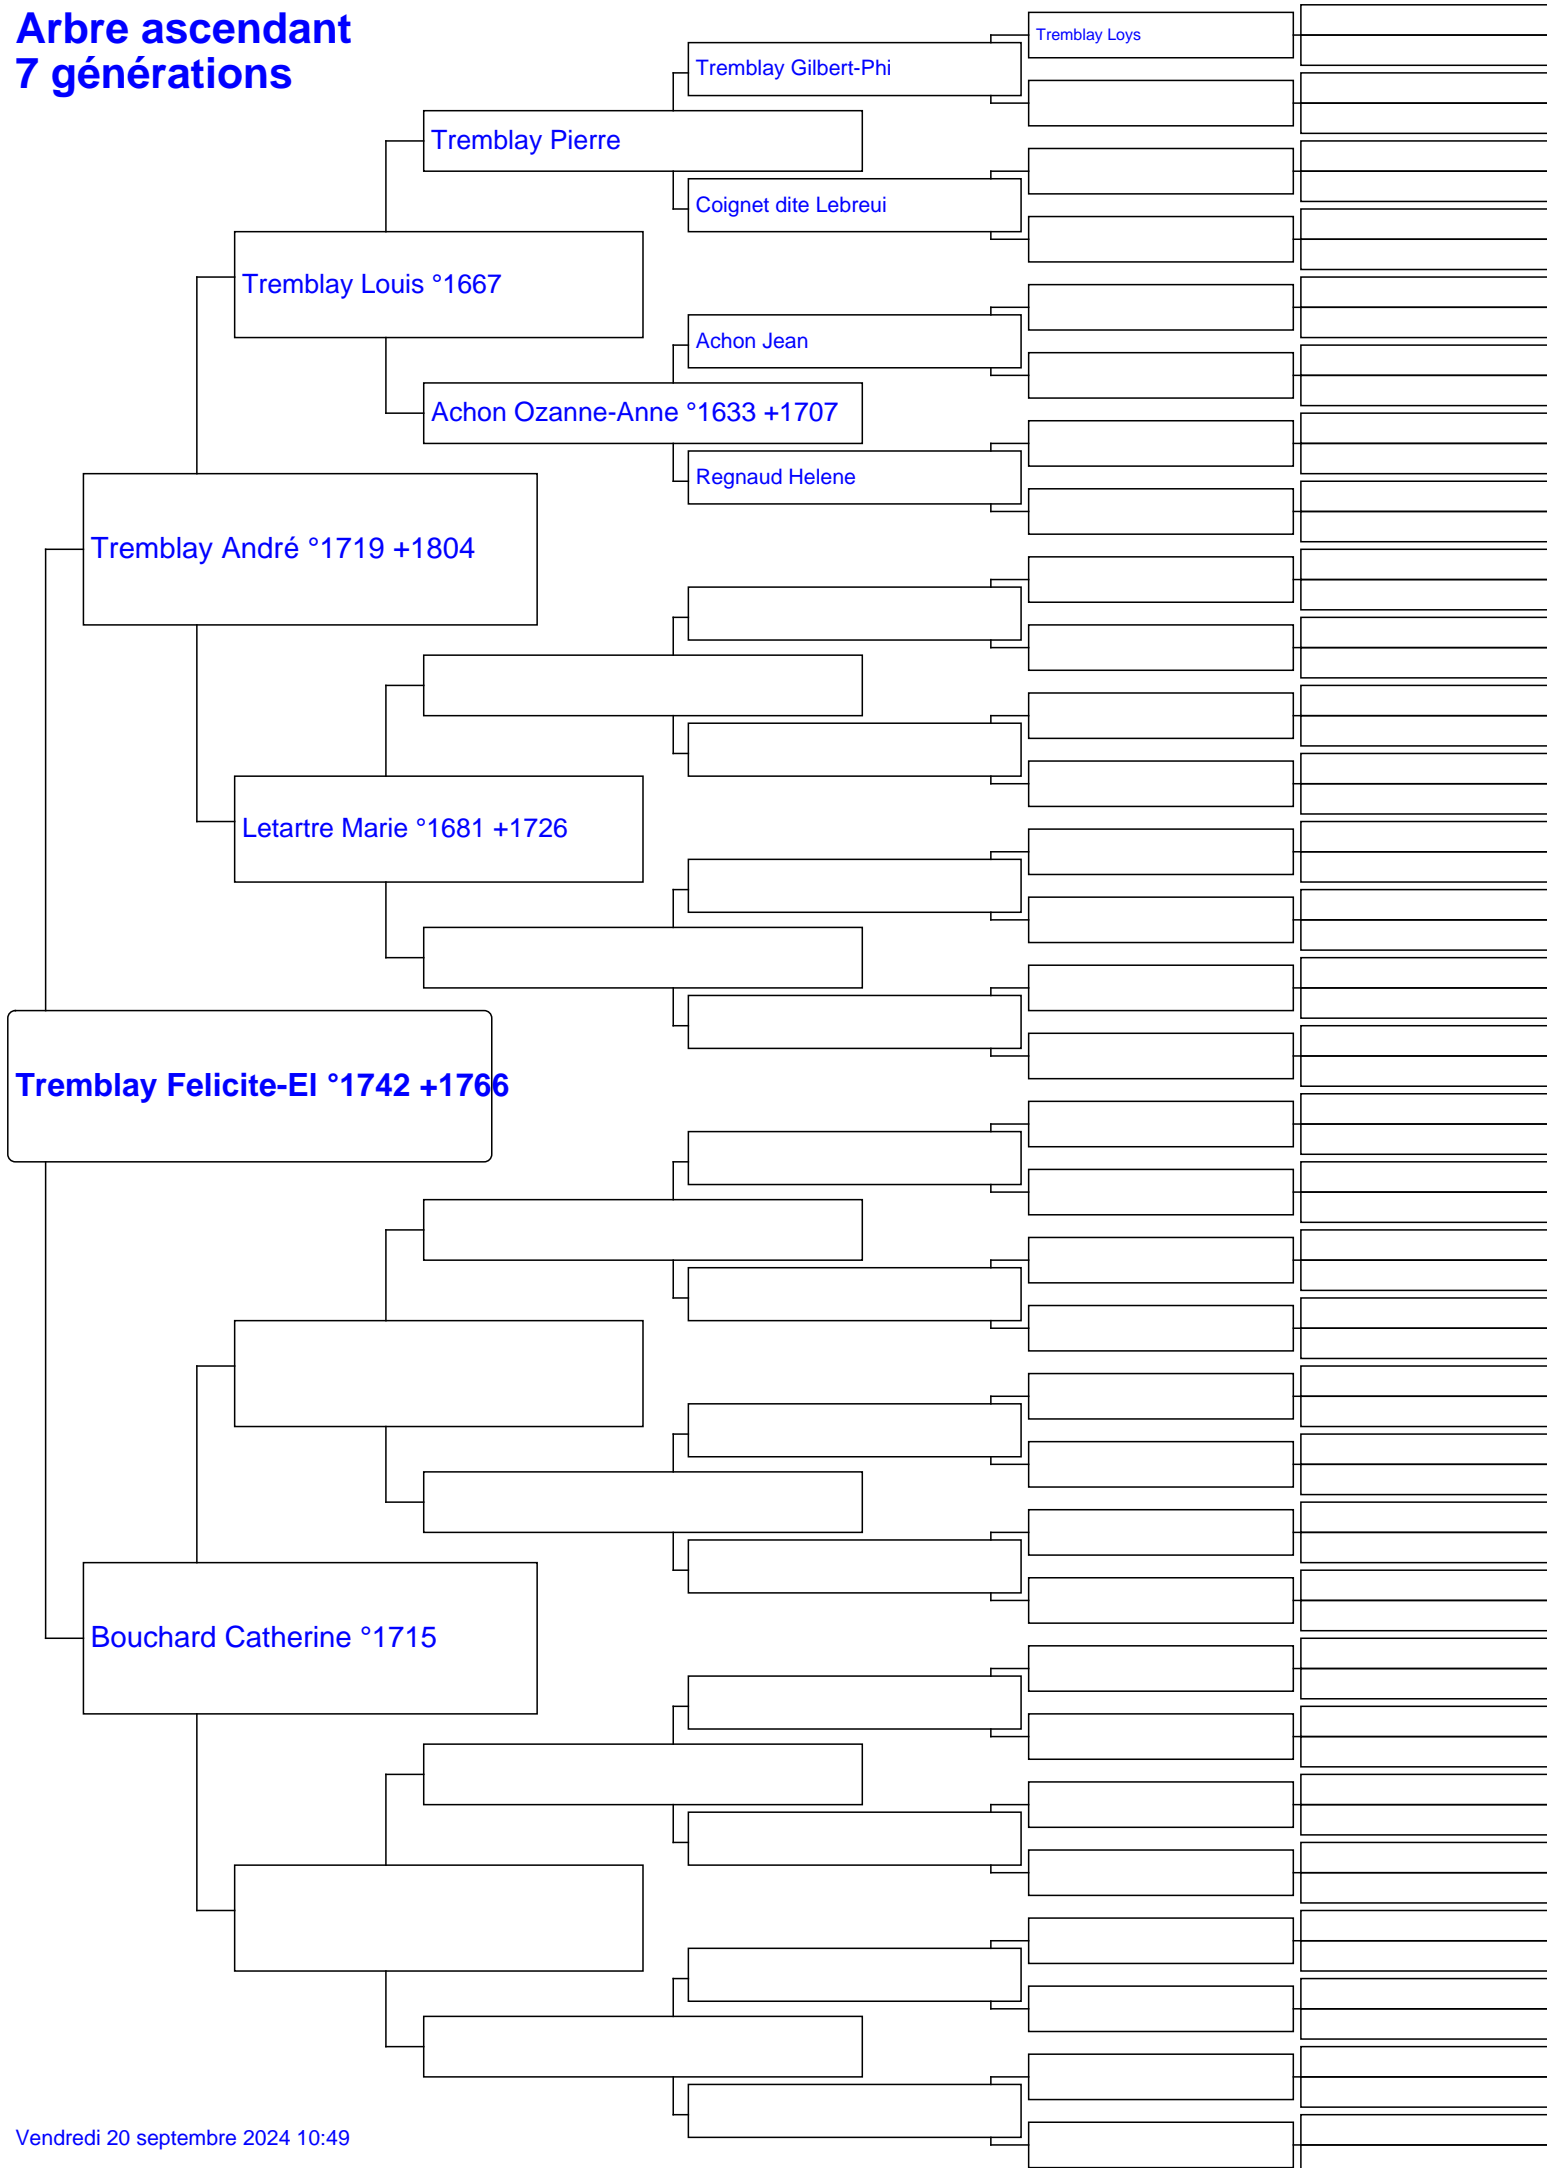 Arbre ascendant
7 générations
Tremblay Loys
Tremblay Gilbert-Phi
Tremblay Pierre
Coignet dite Lebreui
Tremblay Louis °1667
Achon Jean
Achon Ozanne-Anne °1633 +1707
Regnaud Helene
Tremblay André °1719 +1804
Letartre Marie °1681 +1726
Tremblay Felicite-El °1742 +1766
Bouchard Catherine °1715
Vendredi 20 septembre 2024 10:49